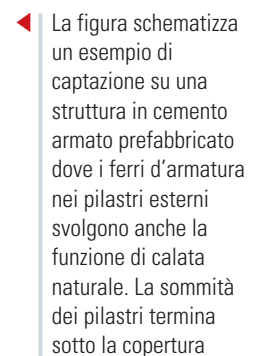 La figura schematizza
un esempio di
captazione su una
struttura in cemento
armato prefabbricato
dove i ferri d’armatura
nei pilastri esterni
svolgono anche la
funzione di calata
naturale. La sommità
dei pilastri termina
sotto la copertura